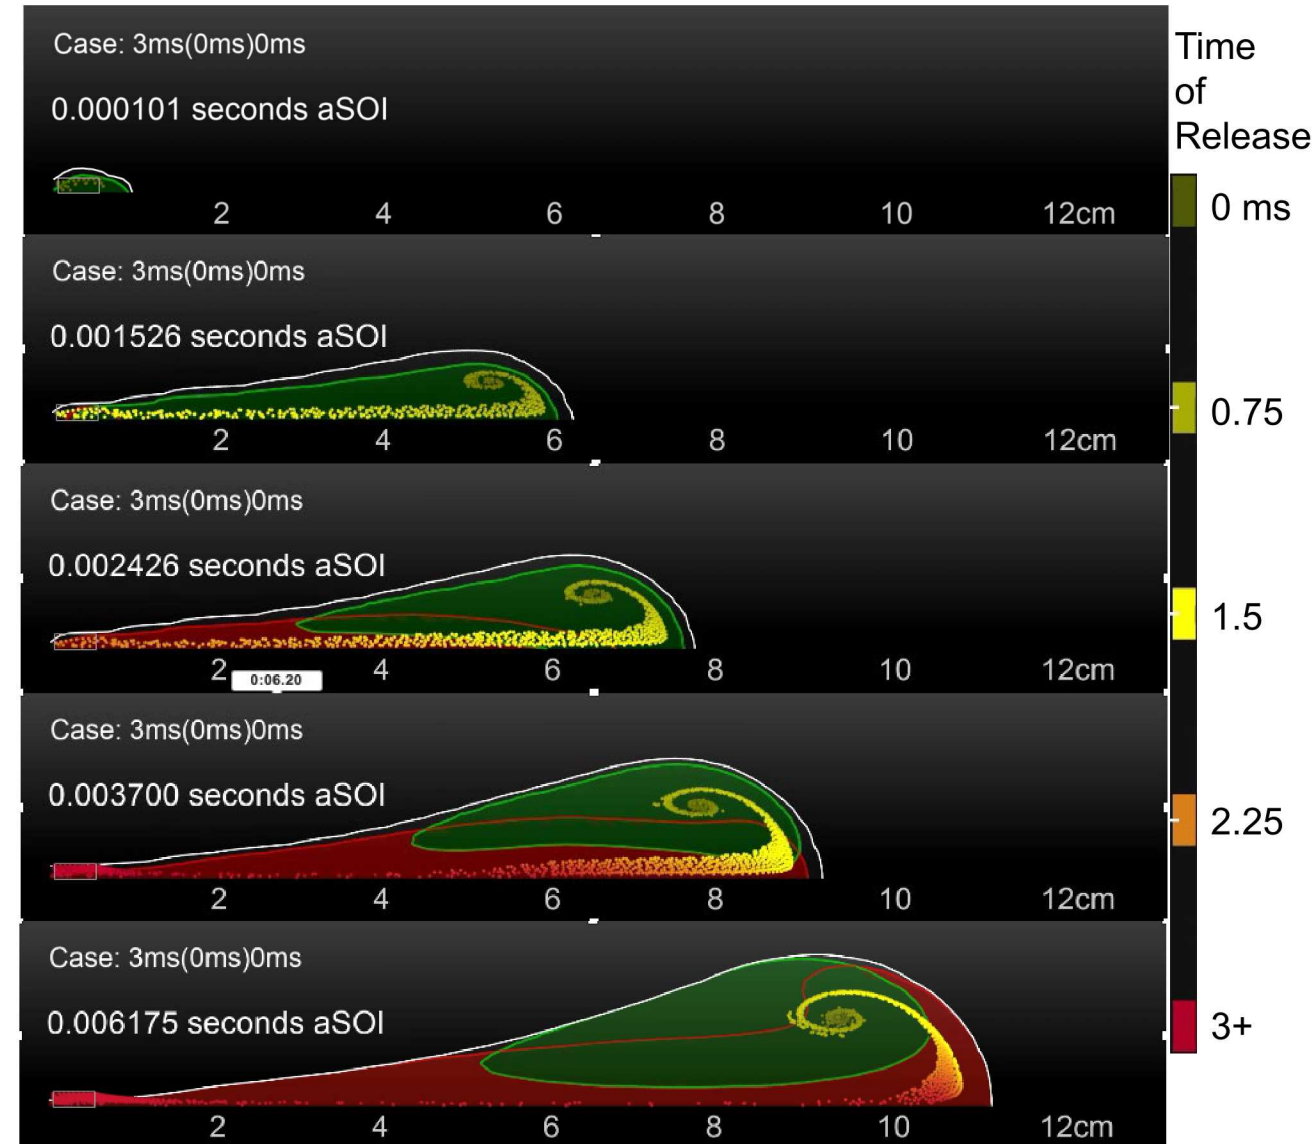 Case: 3ms(0ms)0ms
0.000101 seconds aSOI
2 4 6 8 10 12cm
Case: 3ms(0ms)0ms
0.001526 seconds aSOI
2 4 6 8 10 12cm
Case: 3ms(0ms)0ms
0.002426 seconds aSOI
2 4 6 8 10 12cm
0:06.20
Case: 3ms(0ms)0ms
0.003700 seconds aSOI
2 4 6 8 10 12cm
Case: 3ms(0ms)0ms
0.006175 seconds aSOI
2 4 6 8 10 12cm
Time
of
Release
0 ms
0.75
1.5
2.25
3+